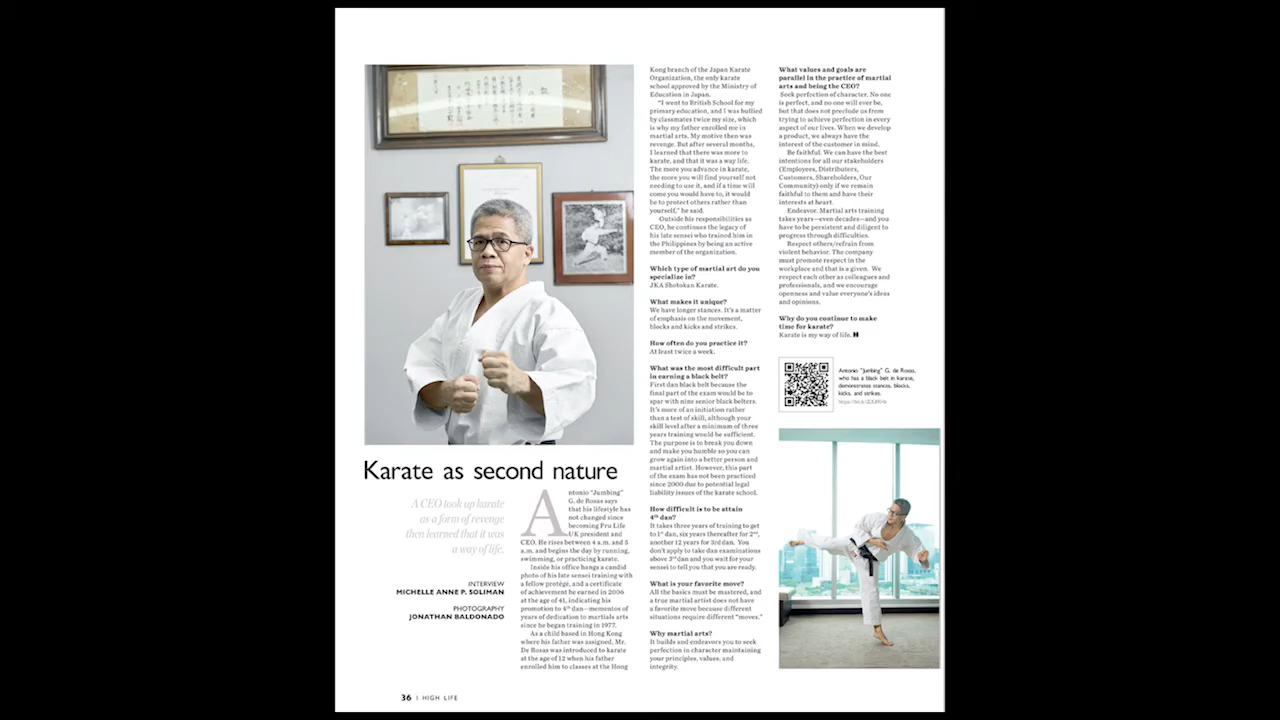 Karate as second nature
A CEO took up karate
as a form of revenge
then learned that it was
a way of life.
INTERVIEW
MICHELLE ANNE P. SOLIMAN
PHOTOGRAPHY
JONATHAN BALDONADO
Antonio "Jumbing"
G. de Rosas says
that his lifestyle has
not changed since
becoming Pru Life
UK president and
CEO. He rises between 4 a.m. and 5
a.m. and begins the day by running,
swimming, or practicing karate.
Inside his office hangs a candid
photo of his late sensei training with
a fellow protégé, and a certificate
of achievement he earned in 2006
at the age of 41, indicating his
promotion to 4th dan—mementos of
years of dedication to martials arts
since he began training in 1977.
As a child based in Hong Kong
where his father was assigned, Mr.
De Rosas was introduced to karate
at the age of 12 when his father
enrolled him to classes at the Hong
Kong branch of the Japan Karate
Organization, the only karate
school approved by the Ministry of
Education in Japan.
"I went to British School for my
primary education, and I was bullied
by classmates twice my size, which
is why my father enrolled me in
martial arts. My motive then was
revenge. But after several months,
I learned that there was more to
karate, and that it was a way life.
The more you advance in karate,
the more you will find yourself not
needing to use it, and if a time will
come you would have to, it would
be to protect others rather than
yourself," he said.
Outside his responsibilities as
CEO, he continues the legacy of
his late sensei who trained him in
the Philippines by being an active
member of the organization.
Which type of martial art do you
specialize in?
JKA Shotokan Karate.
What makes it unique?
We have longer stances. It's a matter
of emphasis on the movement,
blocks and kicks and strikes.
How often do you practice it?
At least twice a week.
What was the most difficult part
in earning a black belt?
First dan black belt because the
final part of the exam would be to
spar with nine senior black belters.
It's more of an initiation rather
than a test of skill, although your
skill level after a minimum of three
years training would be sufficient.
The purpose is to break you down
and make you humble so you can
grow again into a better person and
martial artist. However, this part
of the exam has not been practiced
since 2000 due to potential legal
liability issues of the karate school.
How difficult is to be attain
4th dan?
It takes three years of training to get
to 1st dan, six years thereafter for 2nd,
another 12 years for 3rd dan. You
don't apply to take dan examinations
above 3rd dan and you wait for your
sensei to tell you that you are ready.
What is your favorite move?
All the basics must be mastered, and
a true martial artist does not have
a favorite move because different
situations require different "moves."
Why martial arts?
It builds and endeavors you to seek
perfection in character maintaining
your principles, values, and
integrity.
What values and goals are
parallel in the practice of martial
arts and being the CEO?
Seek perfection of character. No one
is perfect, and no one will ever be,
but that does not preclude us from
trying to achieve perfection in every
aspect of our lives. When we develop
a product, we always have the
interest of the customer in mind.
Be faithful. We can have the best
intentions for all our stakeholders
(Employees, Distributors,
Customers, Shareholders, Our
Community) only if we remain
faithful to them and have their
interests at heart.
Endeavor. Martial arts training
takes years—even decades—and you
have to be persistent and diligent to
progress through difficulties.
Respect others/refrain from
violent behavior. The company
must promote respect in the
workplace and that is a given. We
respect each other as colleagues and
professionals, and we encourage
openness and value everyone's ideas
and opinions.
Why do you continue to make
time for karate?
Karate is my way of life. H
Antonio "Jumbing" G. de Rosas,
who has a black belt in karate,
demonstrates stances, blocks,
kicks, and strikes.
36 | HIGH LIFE